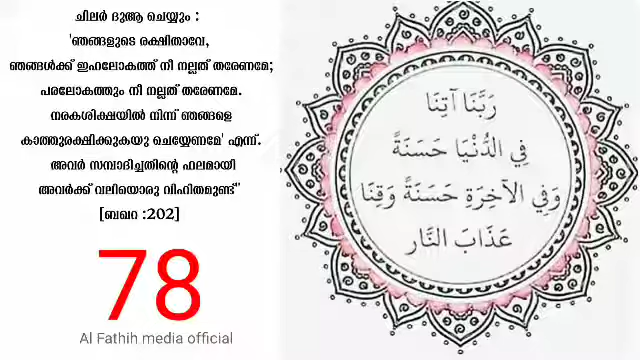 ചിലർ ദുആ ചെയ്യും :
'ഞങ്ങളുടെ രക്ഷിതാവേ,
ഞങ്ങൾക്ക് ഇഹലോകത്ത് നീ നല്ലത് തരേണമേ;
പരലോകത്തും നീ നല്ലത് തരേണമേ.
നരകശിക്ഷയിൽ നിന്ന് ഞങ്ങളെ
കാത്തുരക്ഷിക്കുകയു ചെയ്യേണമേ' എന്ന്.
അവർ സമ്പാദിച്ചതിന്റെ ഫലമായി
അവർക്ക് വലിയൊരു വിഹിതമുണ്ട്"
[ബഖറ :202]
78
Al Fathih media official
رَبَّنَا آتِنَا
فِي الدُّنْيَا حَسَنَةً
وَفِي الآخِرَةِ حَسَنَةً وَقِنَا
عَذَابَ النَّارِ